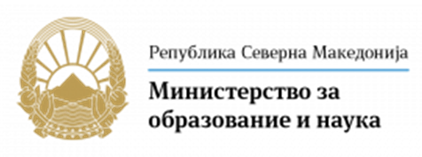 Република Северна Македонија
Министерство за
образование и наука